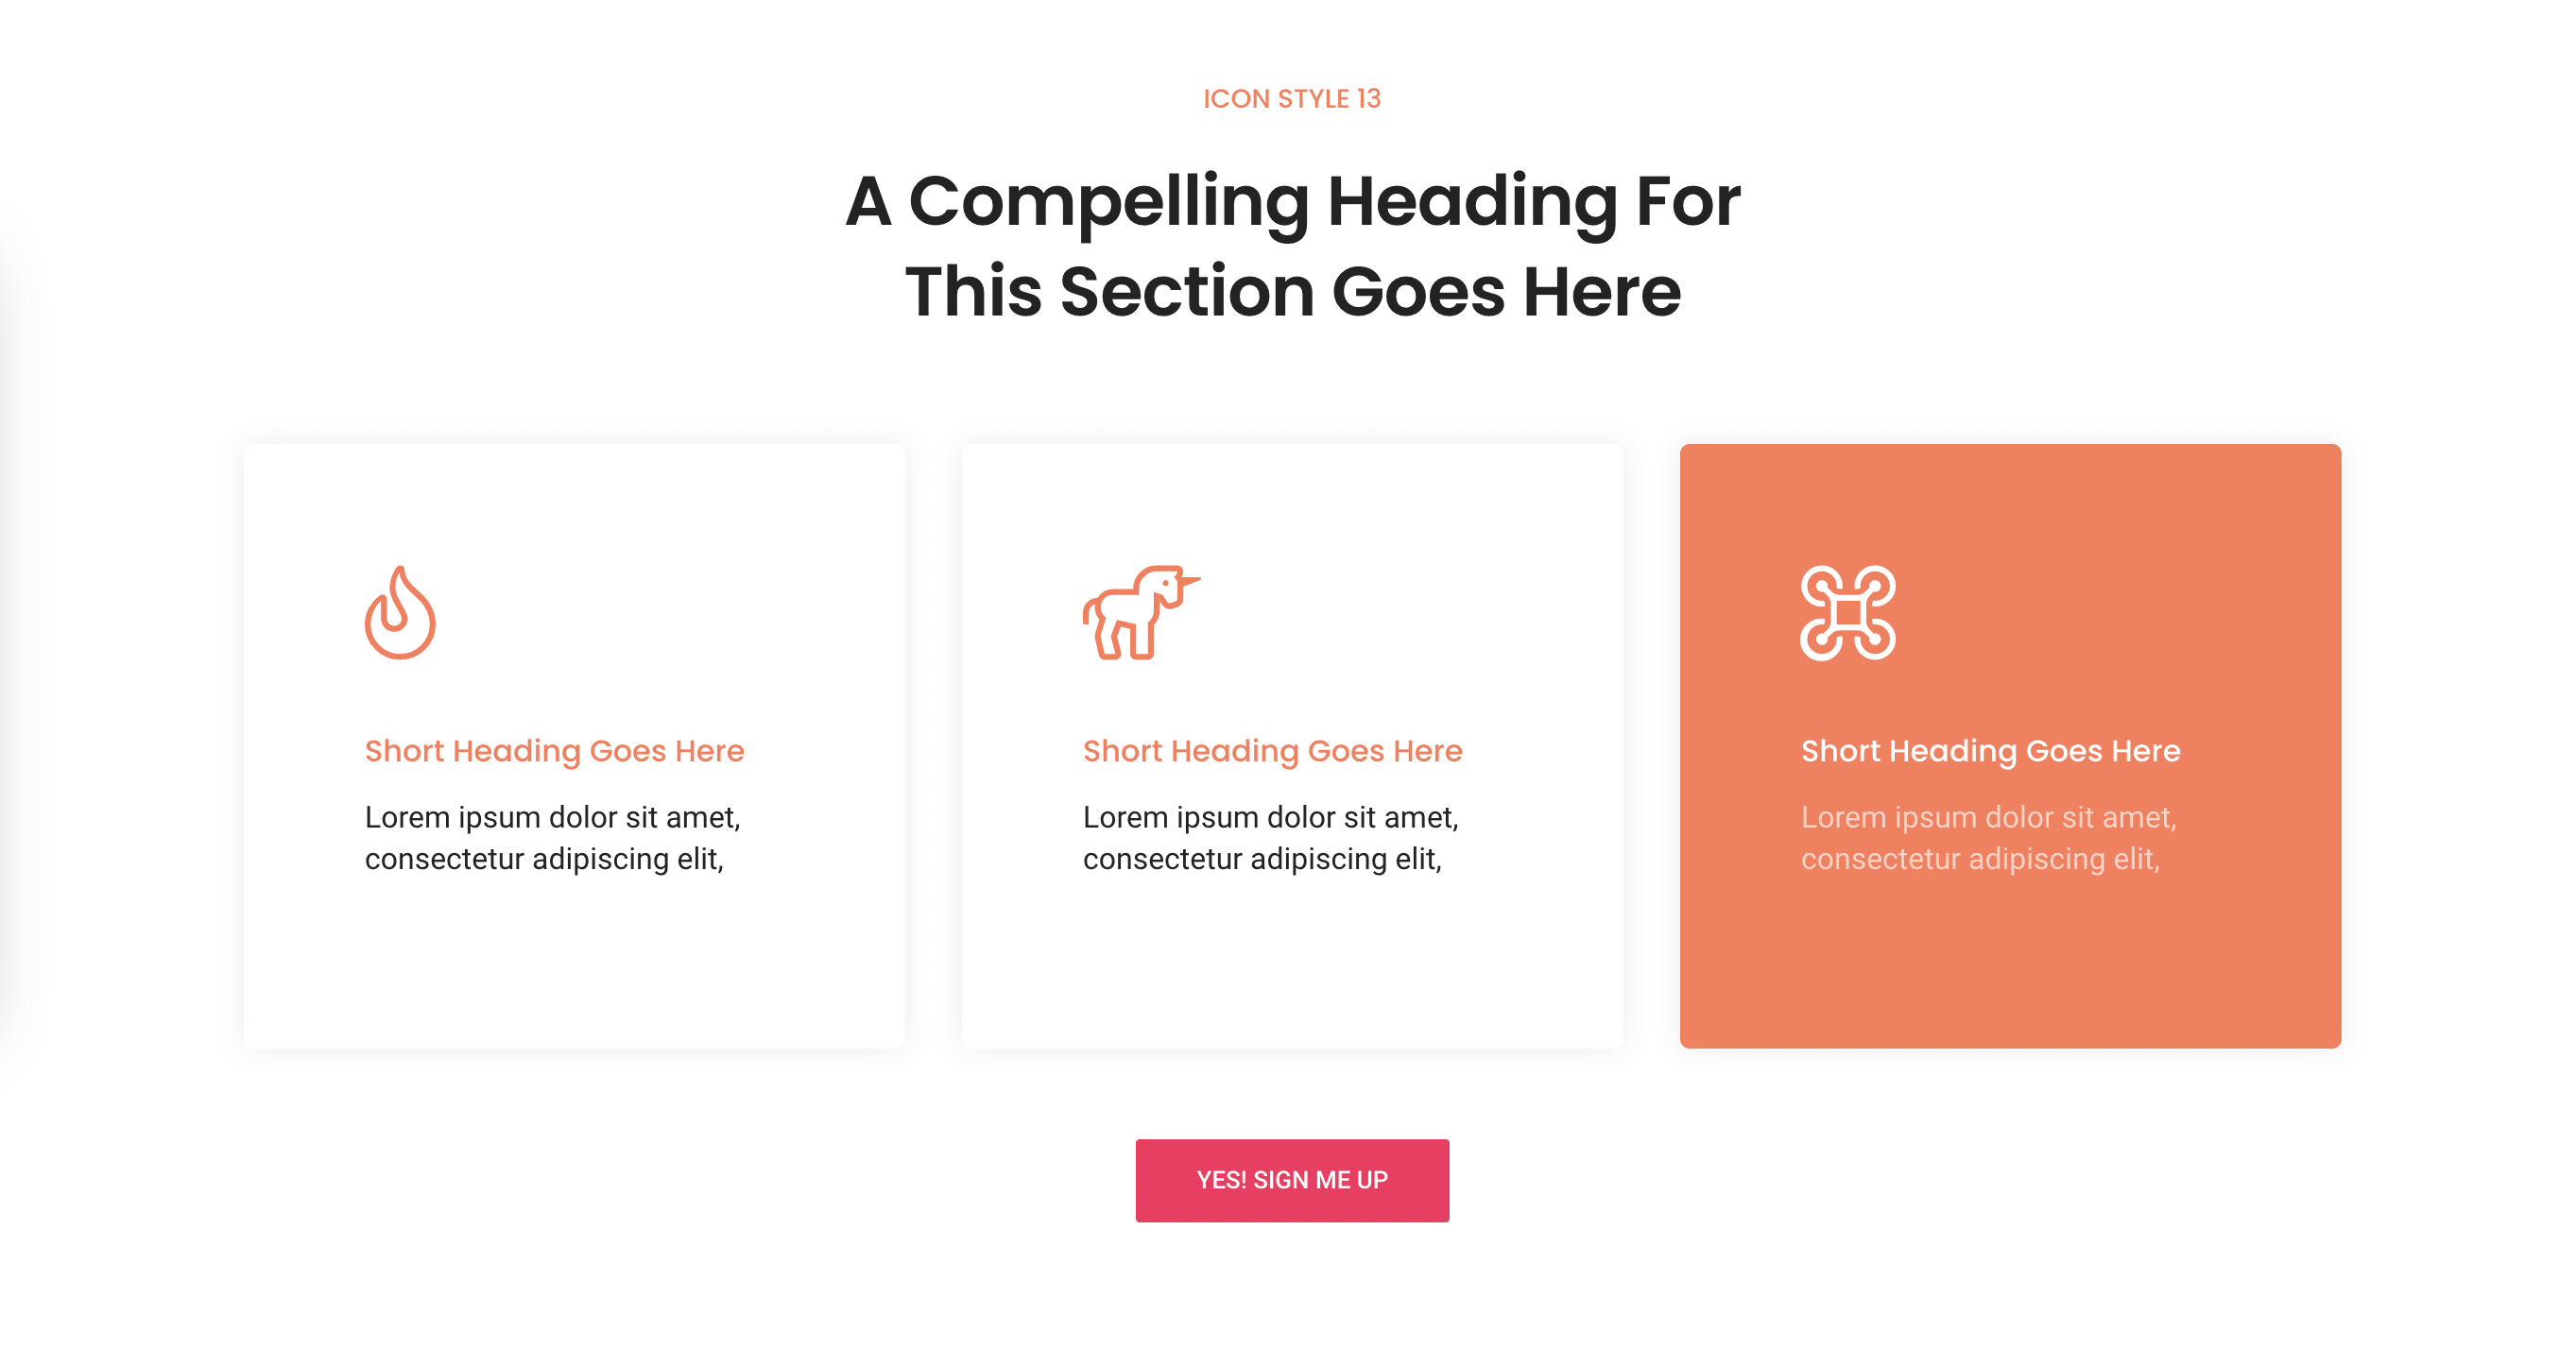 ICON STYLE 13
A Compelling Heading For
This Section Goes Here
Short Heading Goes Here
Lorem ipsum dolor sit amet,
consectetur adipiscing elit,
Short Heading Goes Here
Lorem ipsum dolor sit amet,
consectetur adipiscing elit,
Short Heading Goes Here
Lorem ipsum dolor sit amet,
consectetur adipiscing elit,
YES! SIGN ME UP